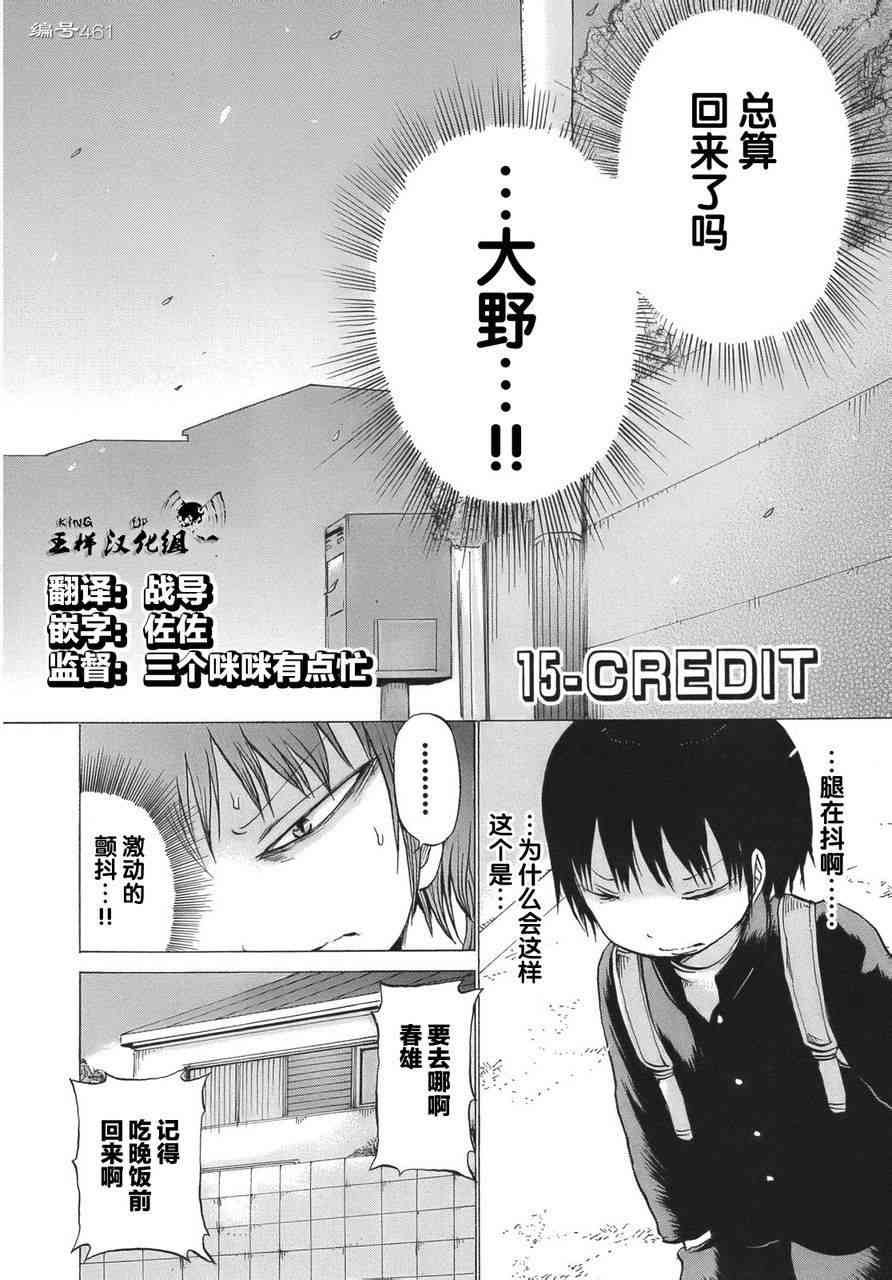 编号461
总算
回来了吗
…大野…!!
KING UP
王样汉化组
翻译：战导
嵌字：佐佐
监督：三个咪咪有点忙
15-CREDIT
…腿在抖啊……
…为什么会这样
这个是…
………
激动的
颤抖…!!
要去哪啊
春雄
记得
吃晚饭前
回来啊